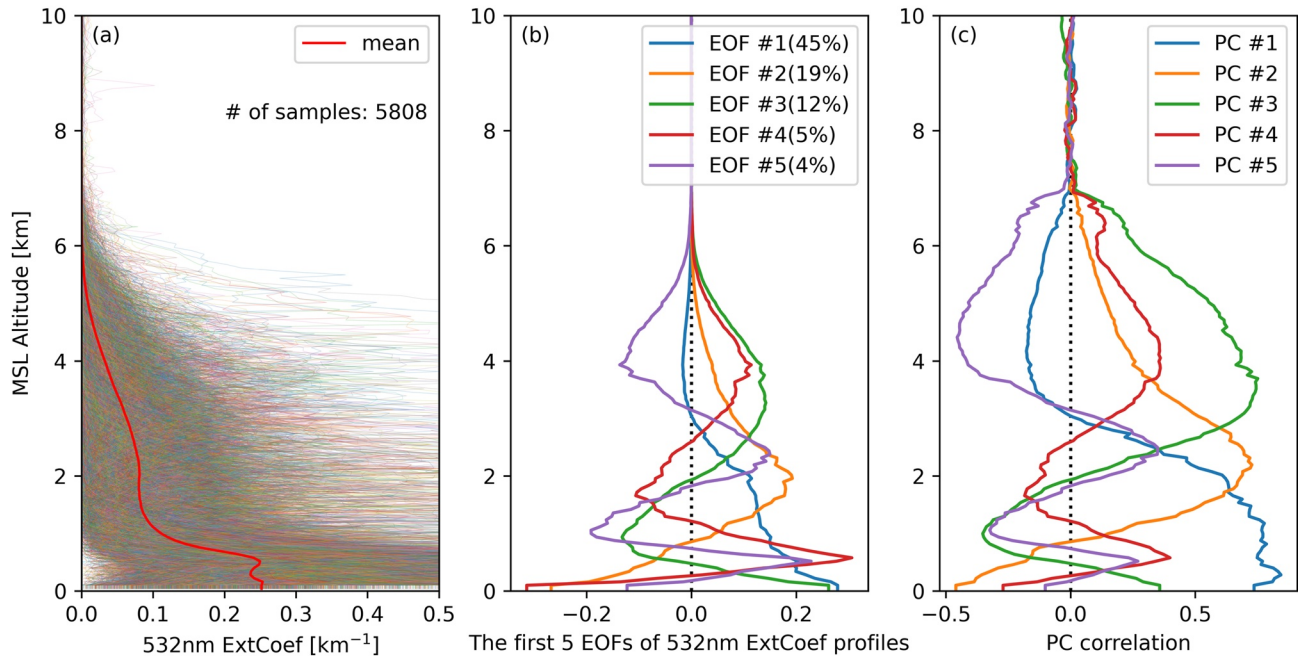 (a)
mean
# of samples: 5808
MSL Altitude [km]
10
8
6
4
2
0
0.0 0.1 0.2 0.3 0.4 0.5
532nm ExtCoef [km⁻¹]
(b)
EOF #1(45%)
EOF #2(19%)
EOF #3(12%)
EOF #4(5%)
EOF #5(4%)
10
8
6
4
2
0
−0.2 0.0 0.2
The first 5 EOFs of 532nm ExtCoef profiles
(c)
PC #1
PC #2
PC #3
PC #4
PC #5
10
8
6
4
2
0
−0.5 0.0 0.5
PC correlation